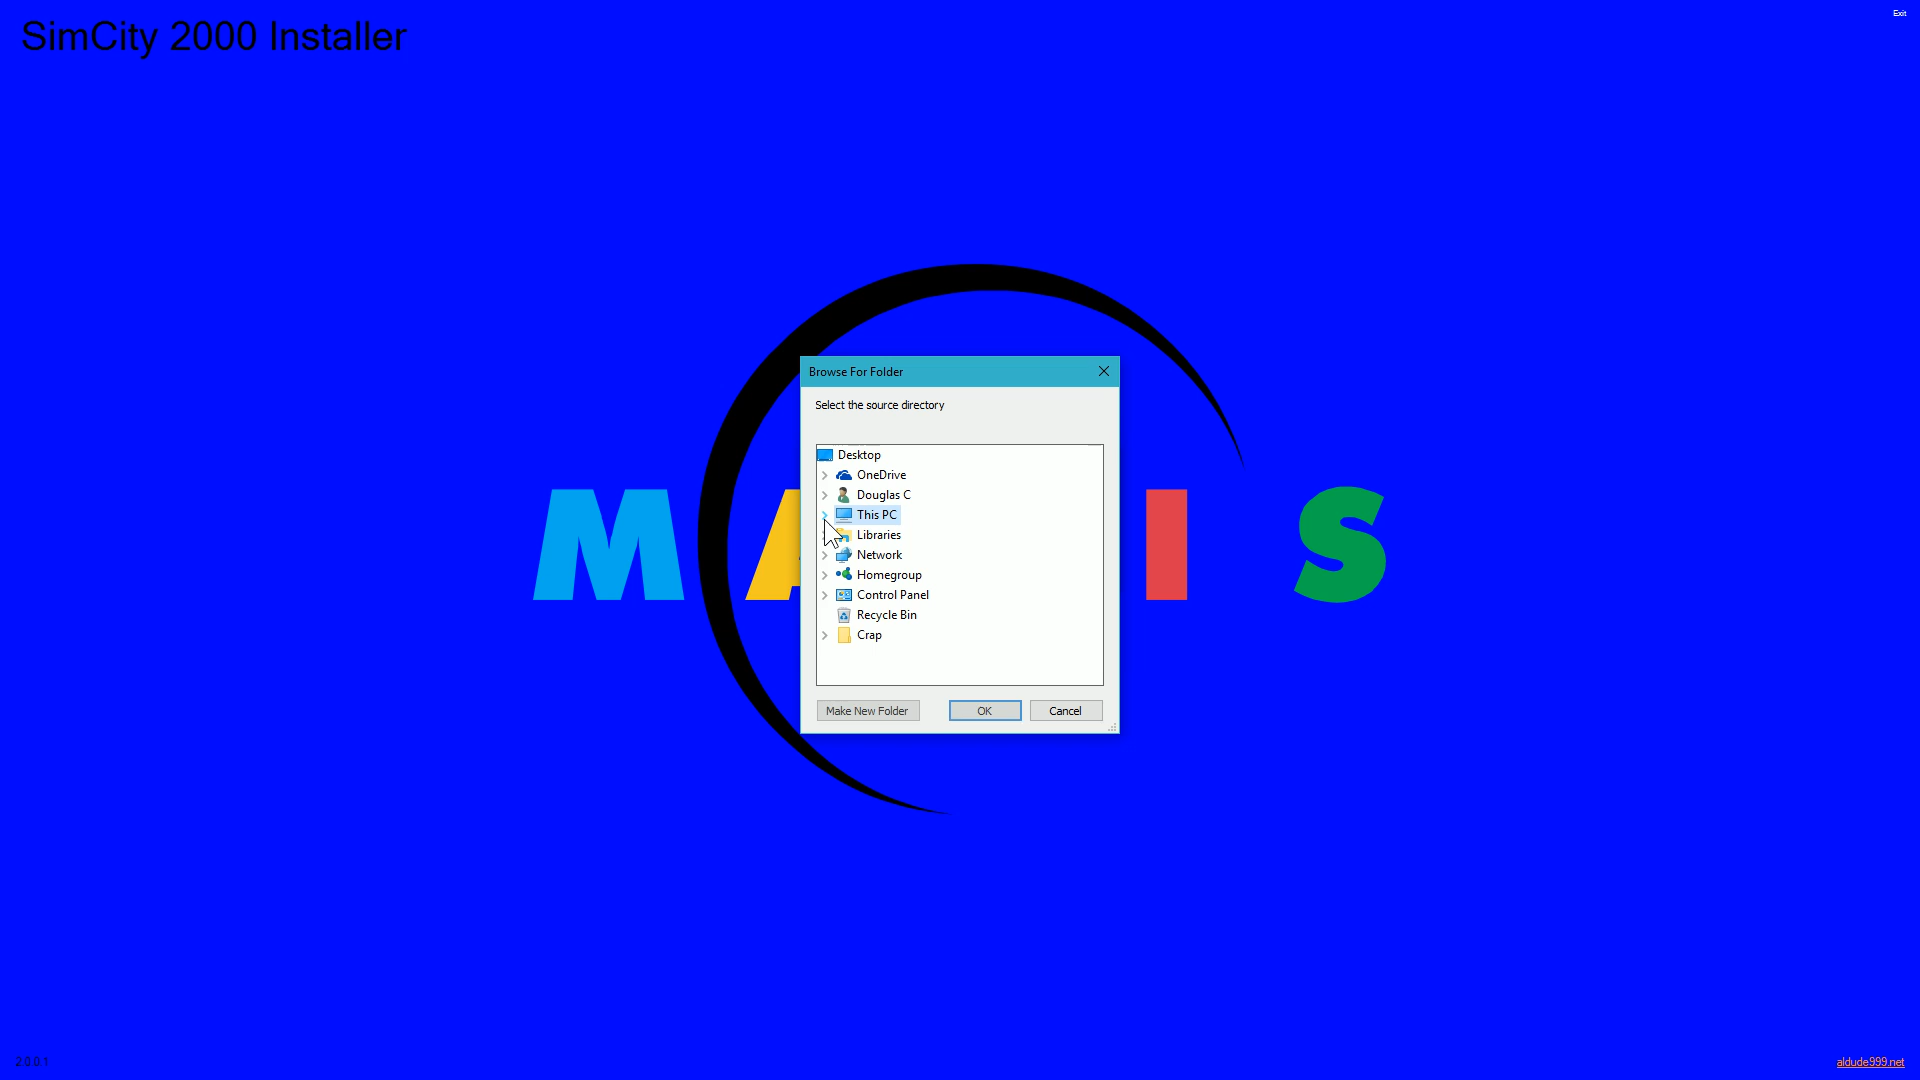 SimCity 2000 Installer
Exit
Browse For Folder
Select the source directory
Desktop
OneDrive
Douglas C
This PC
Libraries
Network
Homegroup
Control Panel
Recycle Bin
Crap
Make New Folder
OK
Cancel
M A I S
2.0.0.1
aldude999.net